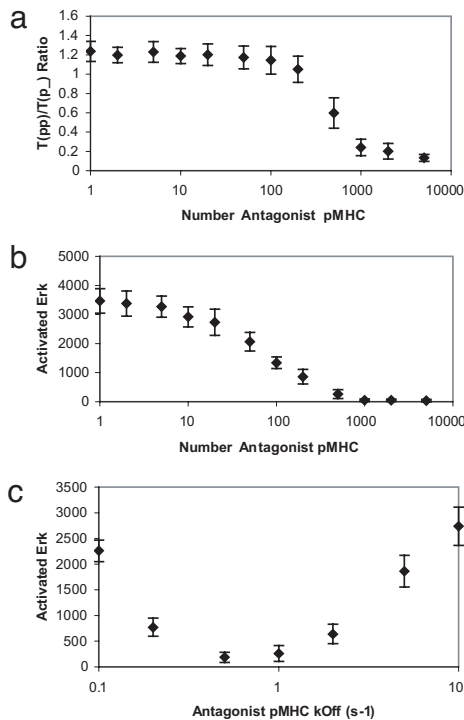 a
T(pp)/T(p_) Ratio
1.6
1.4
1.2
1
0.8
0.6
0.4
0.2
0
1 10 100 1000 10000
Number Antagonist pMHC
b
Activated Erk
5000
4000
3000
2000
1000
0
1 10 100 1000 10000
Number Antagonist pMHC
c
Activated Erk
3500
3000
2500
2000
1500
1000
500
0
0.1 1 10
Antagonist pMHC kOff (s-1)